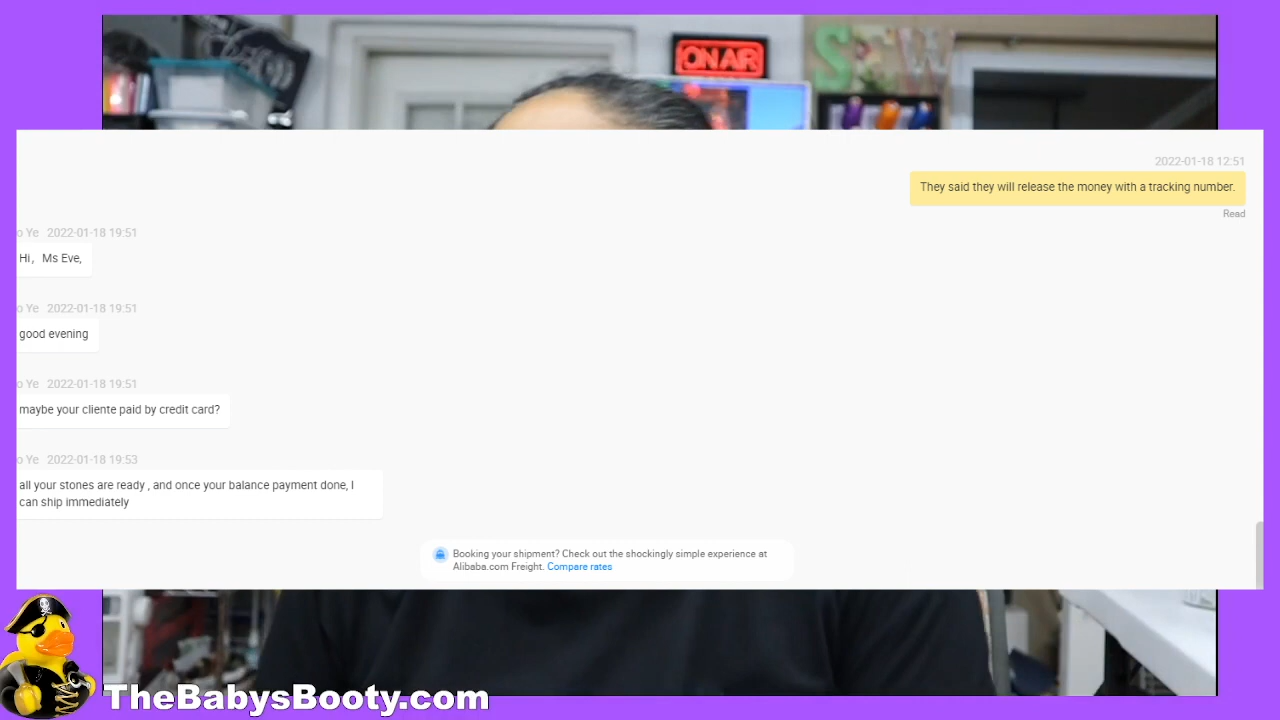 ON AIR
SEW
2022-01-18 12:51
They said they will release the money with a tracking number.
Read
o Ye 2022-01-18 19:51
Hi， Ms Eve,
o Ye 2022-01-18 19:51
good evening
o Ye 2022-01-18 19:51
maybe your cliente paid by credit card?
o Ye 2022-01-18 19:53
all your stones are ready , and once your balance payment done, I
can ship immediately
Booking your shipment? Check out the shockingly simple experience at
Alibaba.com Freight. Compare rates
TheBabysBooty.com